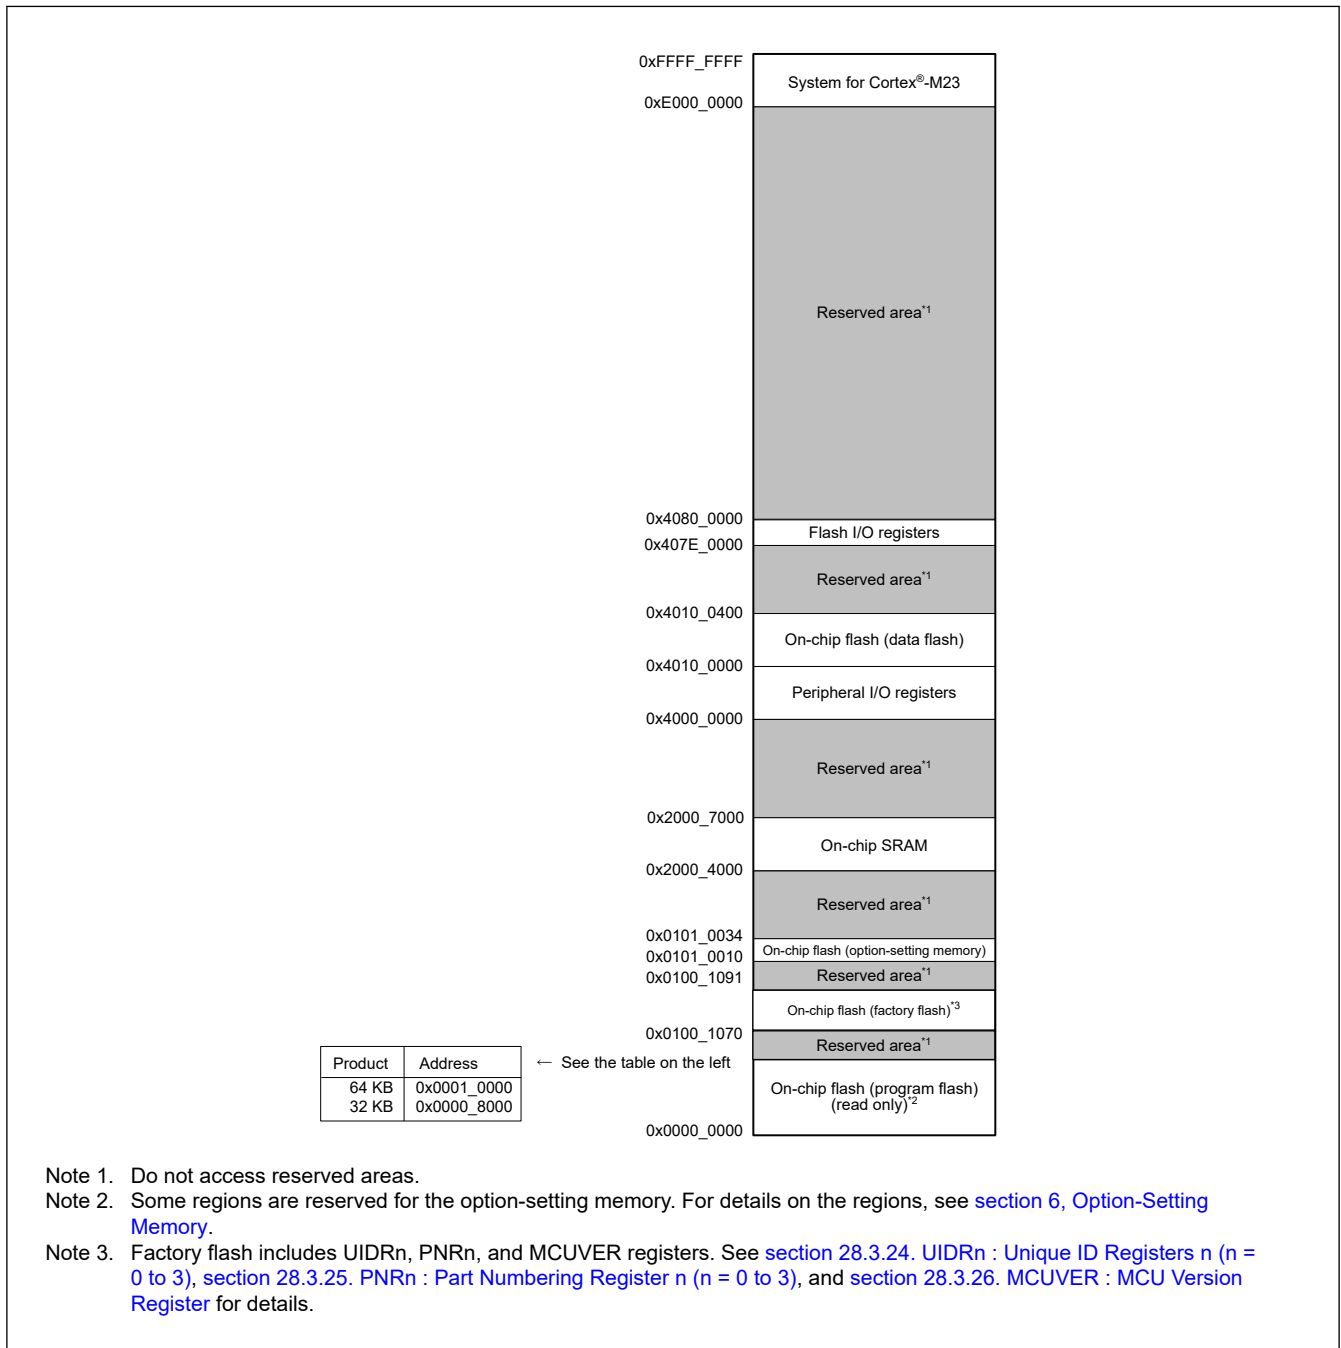 0xFFFF_FFFF
System for Cortex®-M23
0xE000_0000
Reserved area*1
0x4080_0000
Flash I/O registers
0x407E_0000
Reserved area*1
0x4010_0400
On-chip flash (data flash)
0x4010_0000
Peripheral I/O registers
0x4000_0000
Reserved area*1
0x2000_7000
On-chip SRAM
0x2000_4000
Reserved area*1
0x0101_0034
On-chip flash (option-setting memory)
0x0101_0010
Reserved area*1
0x0100_1091
On-chip flash (factory flash)*3
0x0100_1070
Reserved area*1
Product Address ← See the table on the left
64 KB 0x0001_0000
32 KB 0x0000_8000
On-chip flash (program flash)
(read only)*2
0x0000_0000
Note 1. Do not access reserved areas.
Note 2. Some regions are reserved for the option-setting memory. For details on the regions, see section 6, Option-Setting
Memory.
Note 3. Factory flash includes UIDRn, PNRn, and MCUVER registers. See section 28.3.24. UIDRn : Unique ID Registers n (n =
0 to 3), section 28.3.25. PNRn : Part Numbering Register n (n = 0 to 3), and section 28.3.26. MCUVER : MCU Version
Register for details.